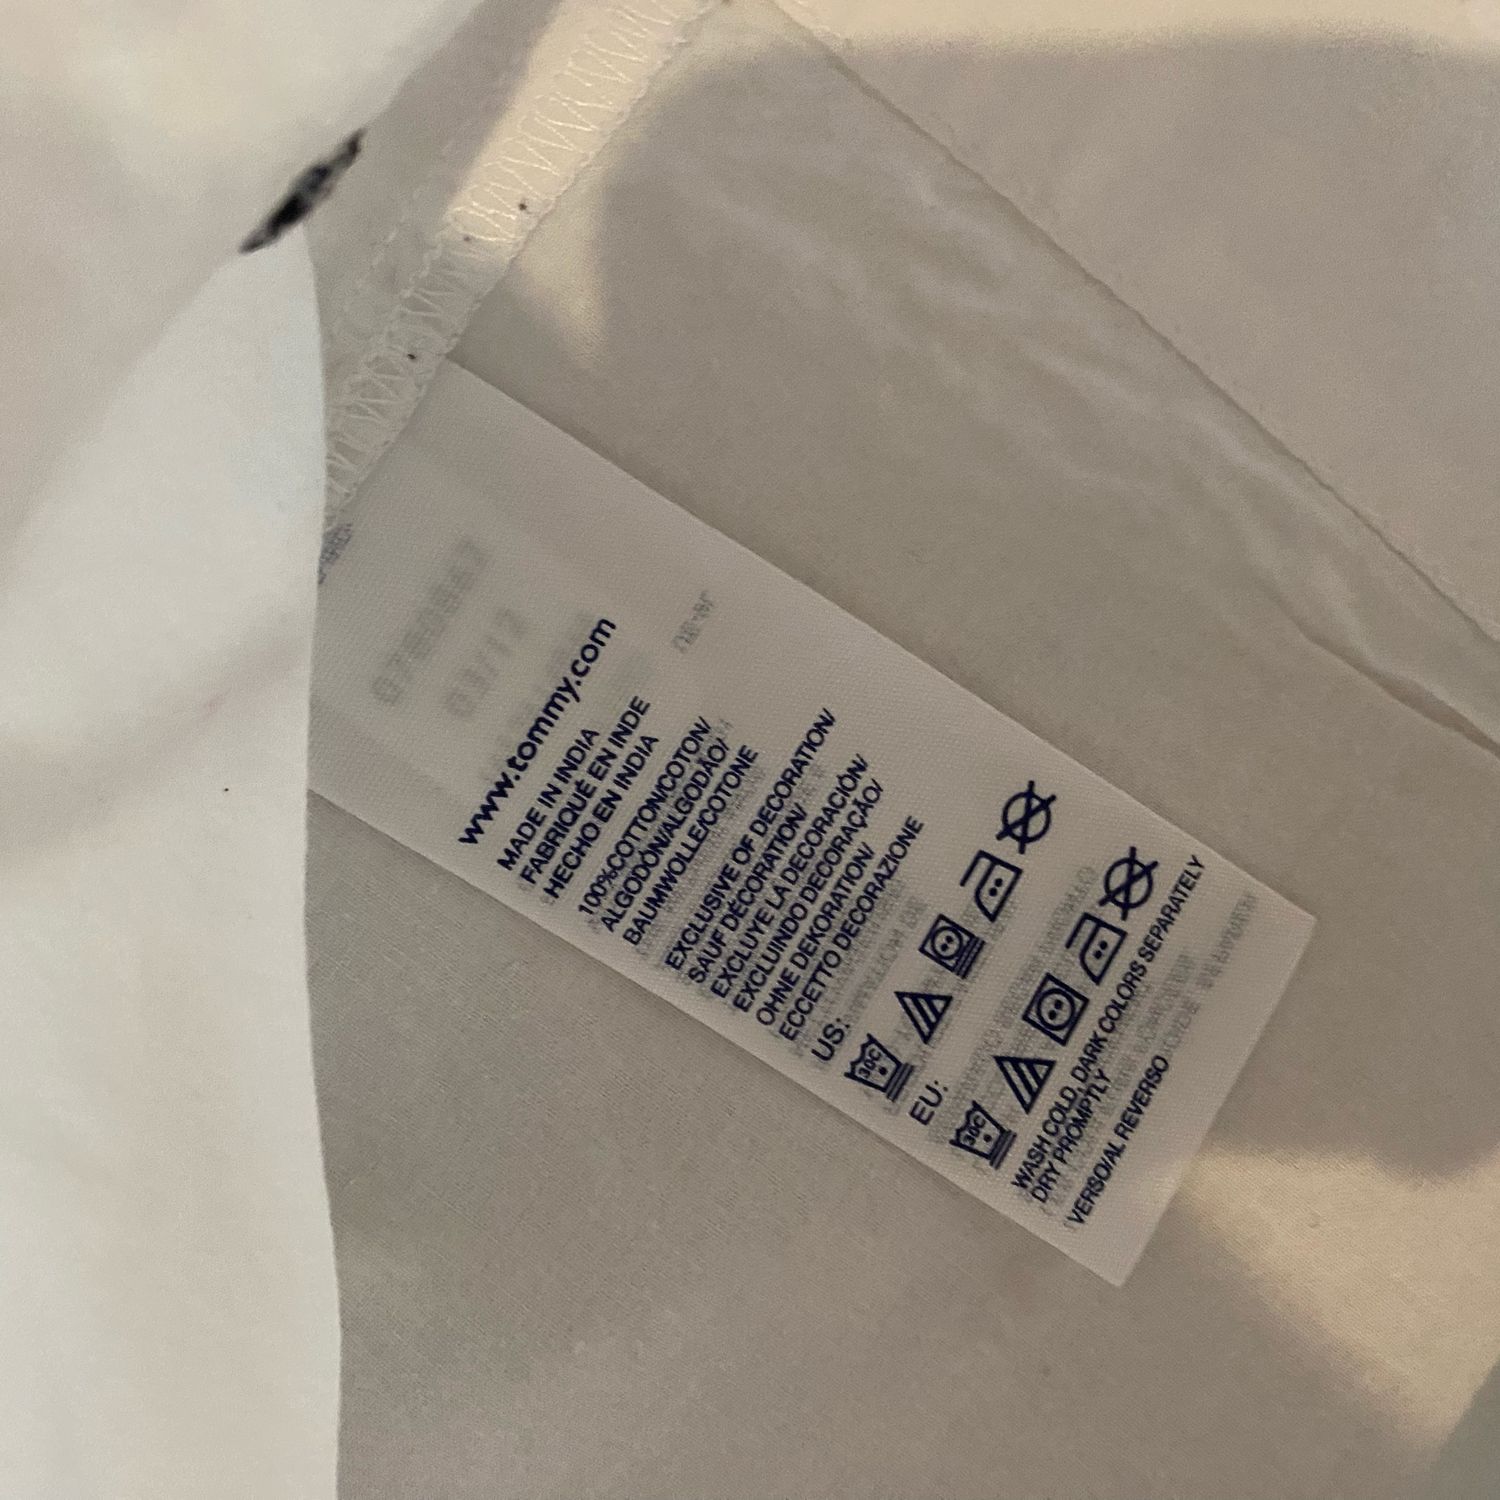 www.tommy.com
MADE IN INDIA
FABRIQUÉ EN INDE
HECHO EN INDIA
100%COTTON/COTON/
ALGODÓN/ALGODÃO/
BAUMWOLLE/COTONE
EXCLUSIVE OF DECORATION/
SAUF DÉCORATION/
EXCLUYE LA DECORACIÓN/
EXCLUINDO DECORAÇÃO/
OHNE DEKORATION/
ECCETTO DECORAZIONE
US:
30C
EU:
30C
WASH COLD, DARK COLORS SEPARATELY
DRY PROMPTLY
VERSO/AL REVERSO